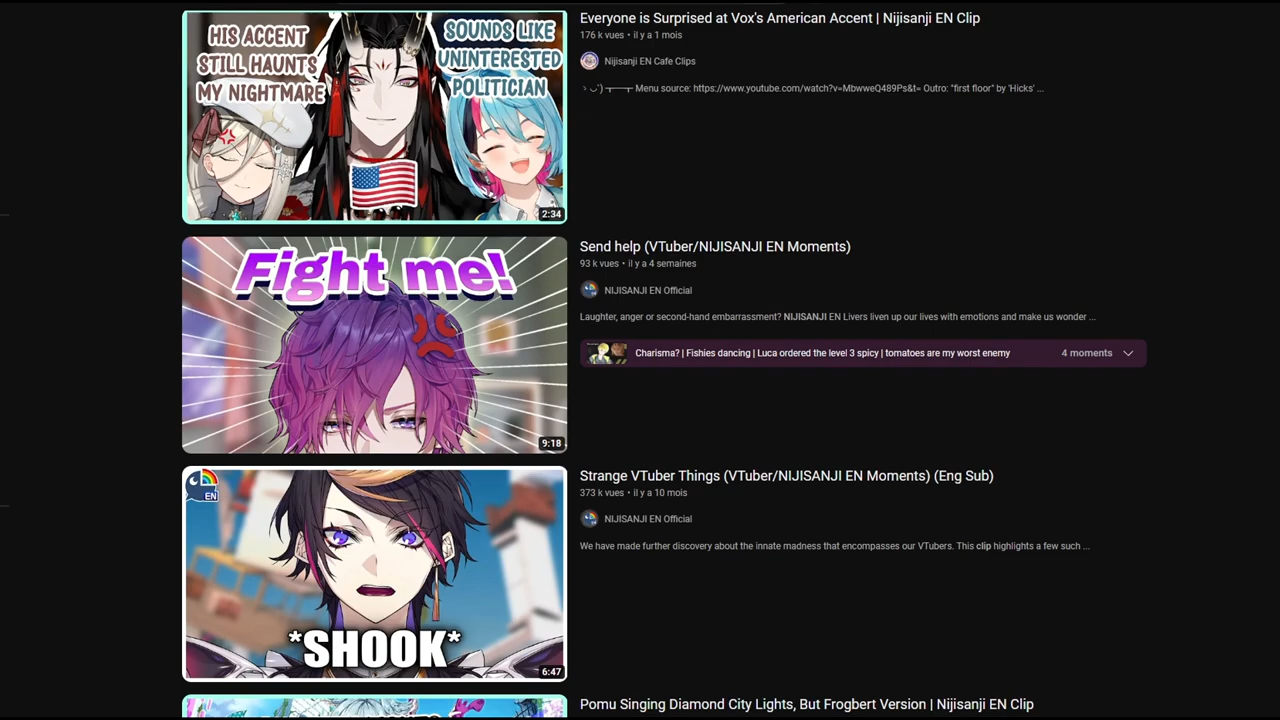 HIS ACCENT
STILL HAUNTS
MY NIGHTMARE
SOUNDS LIKE
UNINTERESTED
POLITICIAN
2:34
Everyone is Surprised at Vox's American Accent | Nijisanji EN Clip
176 k vues • il y a 1 mois
Nijisanji EN Cafe Clips
Menu source: https://www.youtube.com/watch?v=MbwweQ489Ps&t= Outro: "first floor" by 'Hicks' ...
Fight me!
9:18
Send help (VTuber/NIJISANJI EN Moments)
93 k vues • il y a 4 semaines
NIJISANJI EN Official
Laughter, anger or second-hand embarrassment? NIJISANJI EN Livers liven up our lives with emotions and make us wonder ...
Charisma? | Fishies dancing | Luca ordered the level 3 spicy | tomatoes are my worst enemy
4 moments
EN
*SHOOK*
6:47
Strange VTuber Things (VTuber/NIJISANJI EN Moments) (Eng Sub)
373 k vues • il y a 10 mois
NIJISANJI EN Official
We have made further discovery about the innate madness that encompasses our VTubers. This clip highlights a few such ...
Pomu Singing Diamond City Lights, But Frogbert Version | Nijisanji EN Clip